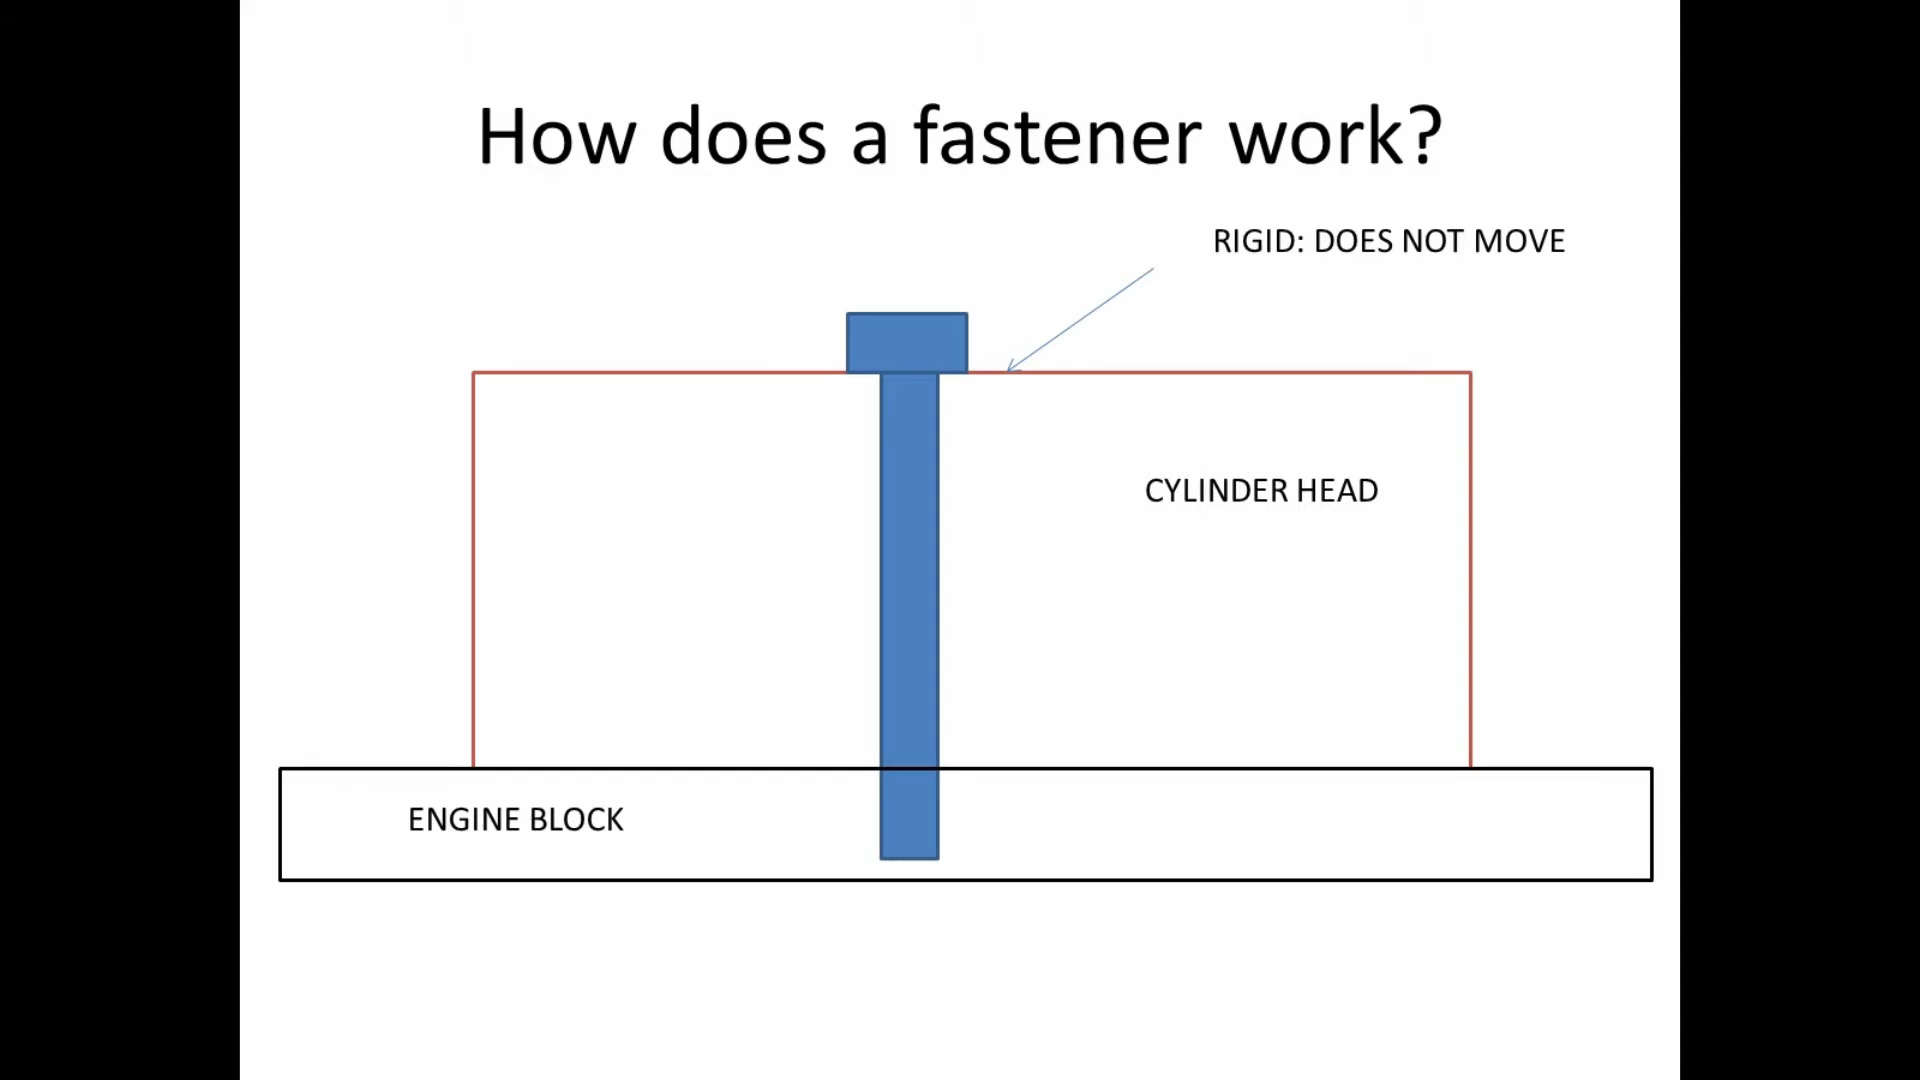 How does a fastener work?
RIGID: DOES NOT MOVE
CYLINDER HEAD
ENGINE BLOCK